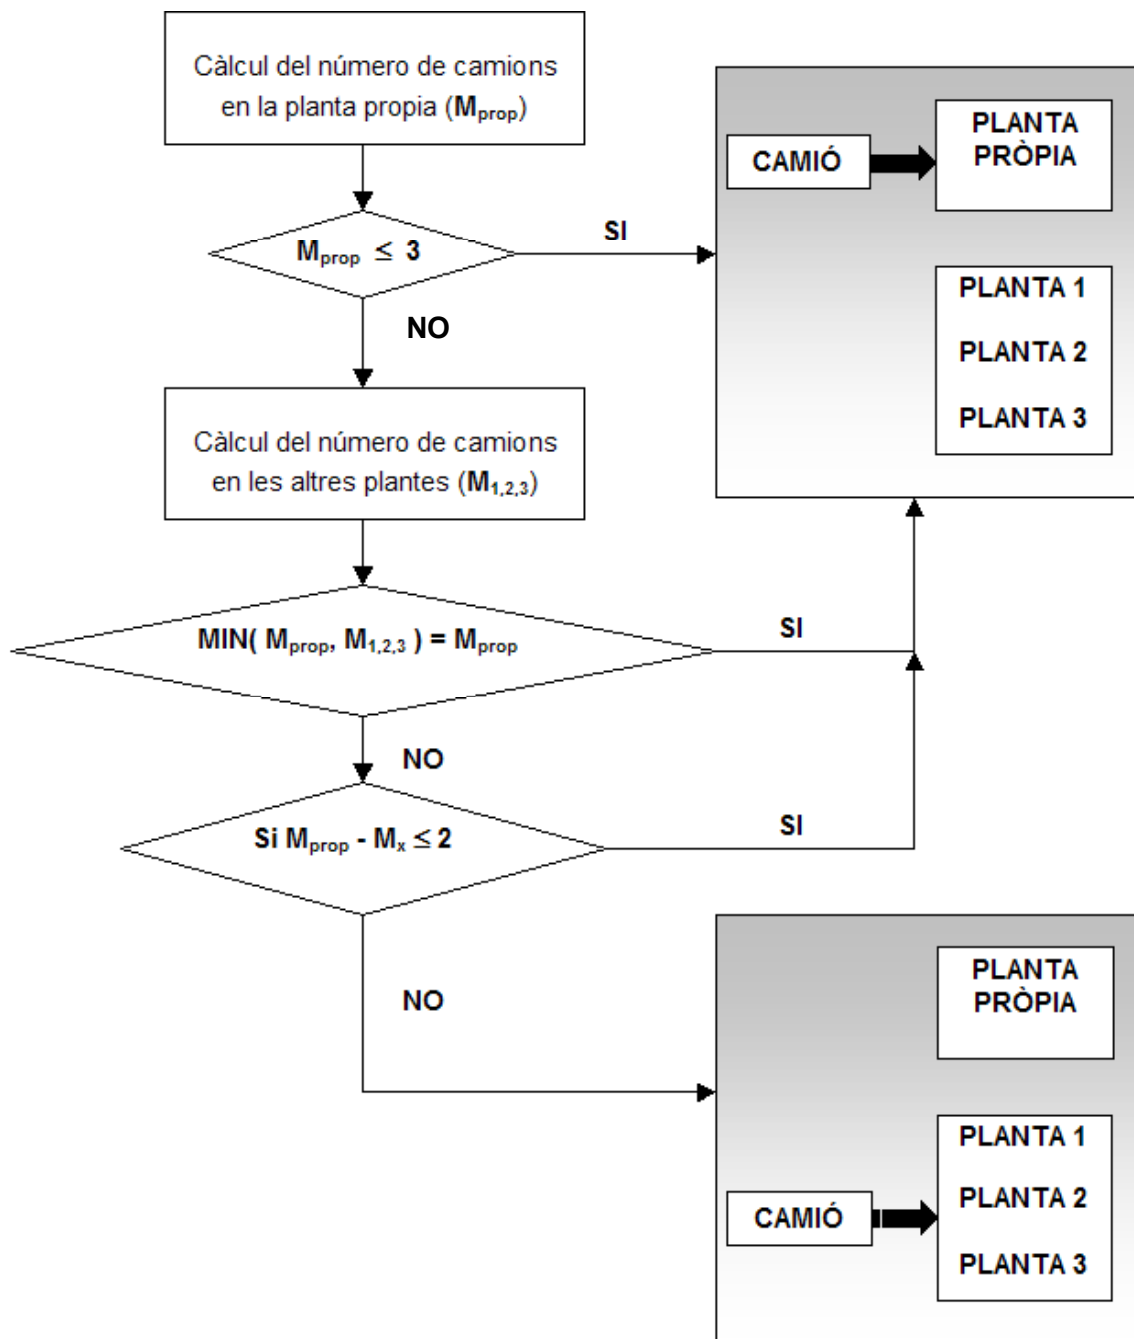 Càlcul del número de camions
en la planta propia (Mprop)
PLANTA
PRÒPIA
CAMIÓ
Mprop ≤ 3
SI
PLANTA 1
PLANTA 2
PLANTA 3
NO
Càlcul del número de camions
en les altres plantes (M1,2,3)
MIN( Mprop, M1,2,3 ) = Mprop
SI
NO
Si Mprop - Mx ≤ 2
SI
NO
PLANTA
PRÒPIA
PLANTA 1
PLANTA 2
CAMIÓ
PLANTA 3